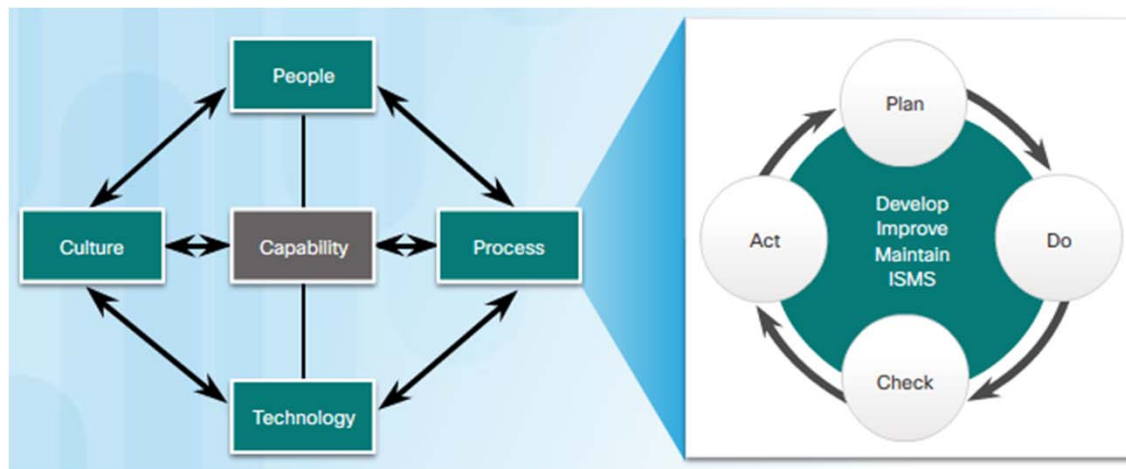 People
Culture
Capability
Process
Technology
Plan
Act
Develop
Improve
Maintain
ISMS
Do
Check